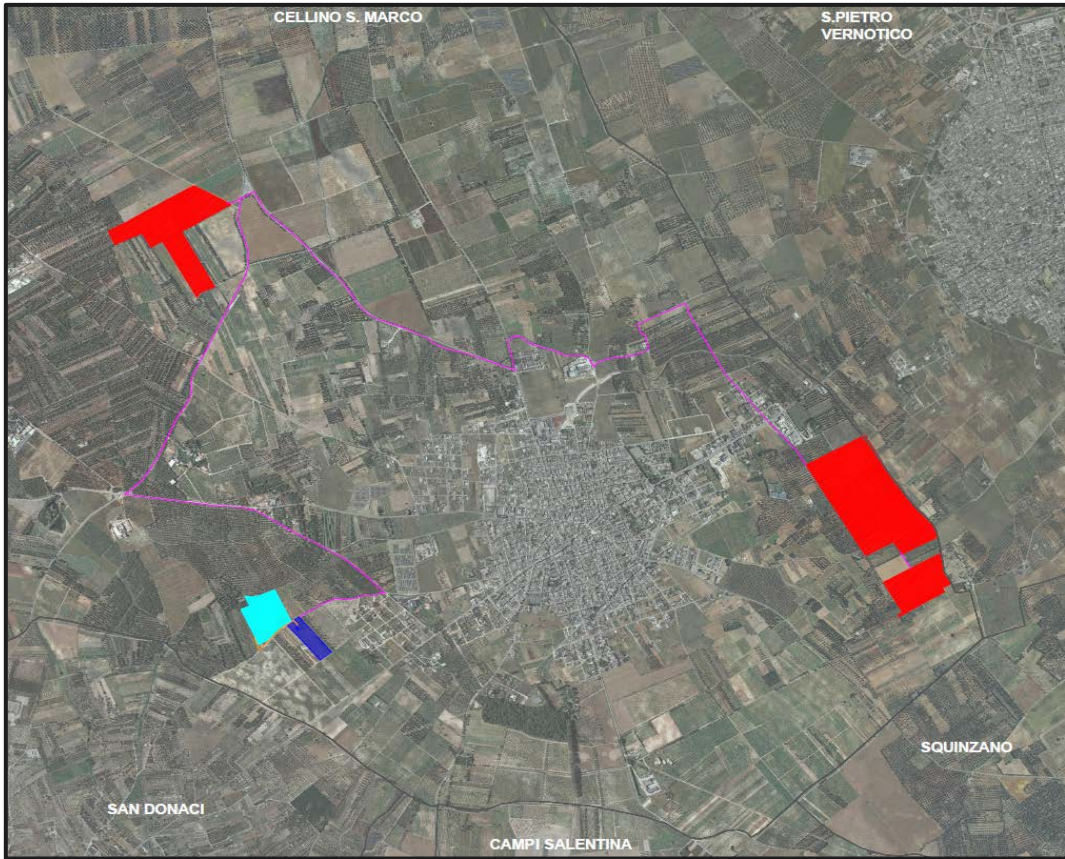 CELLINO S. MARCO
S.PIETRO
VERNOTICO
SQUINZANO
SAN DONACI
CAMPI SALENTINA